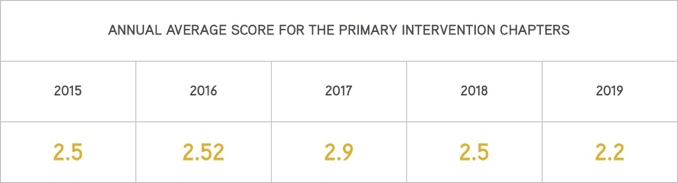 ANNUAL AVERAGE SCORE FOR THE PRIMARY INTERVENTION CHAPTERS
2015 2016 2017 2018 2019
2.5 2.52 2.9 2.5 2.2